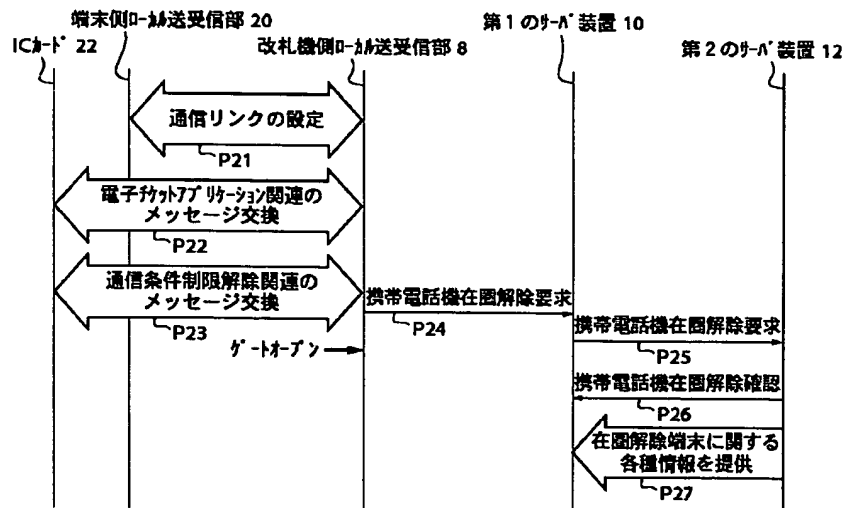 端末側ﾛｰｶﾙ送受信部 20
第１のｻｰﾊﾞ装置 10
ICｶｰﾄﾞ 22
改札機側ﾛｰｶﾙ送受信部 8
第２のｻｰﾊﾞ装置 12
通信リンクの設定
P21
電子ﾁｹｯﾄｱﾌﾟﾘｹｰｼｮﾝ関連の
メッセージ交換
P22
通信条件制限解除関連の
メッセージ交換
P23
携帯電話機在圏解除要求
P24
ｹﾞｰﾄオープン
携帯電話機在圏解除要求
P25
携帯電話機在圏解除確認
P26
在圏解除端末に関する
各種情報を提供
P27